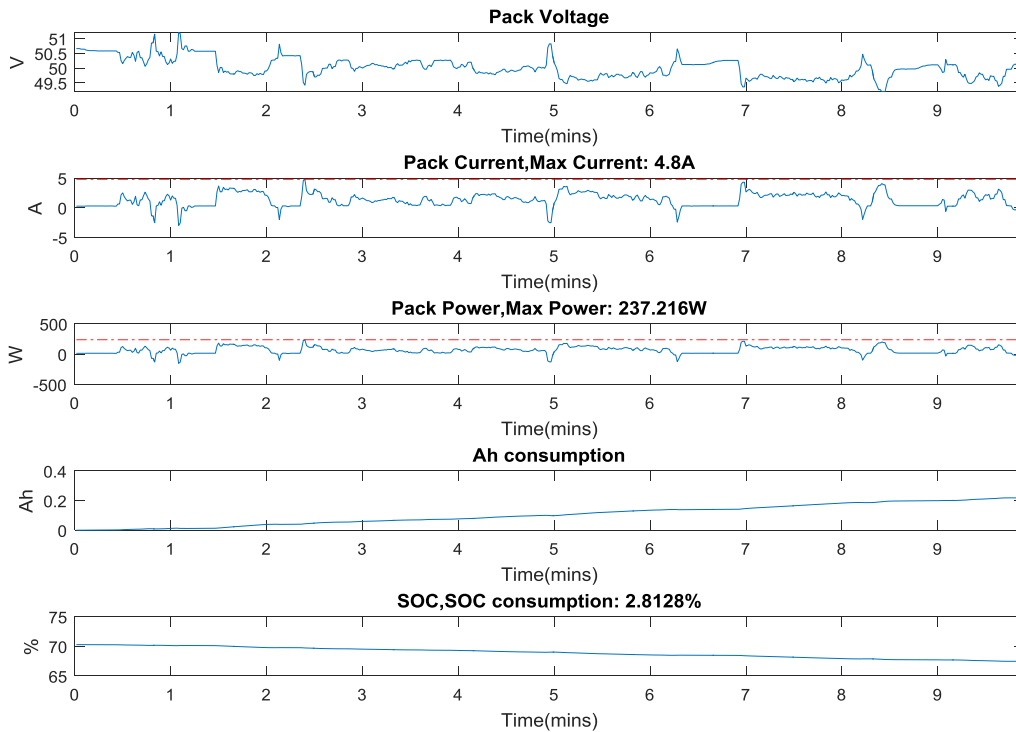 Pack Voltage
51
50.5
50
49.5
V
0 1 2 3 4 5 6 7 8 9
Time(mins)
Pack Current,Max Current: 4.8A
5
0
-5
A
0 1 2 3 4 5 6 7 8 9
Time(mins)
Pack Power,Max Power: 237.216W
500
0
-500
W
0 1 2 3 4 5 6 7 8 9
Time(mins)
Ah consumption
0.4
0.2
0
Ah
0 1 2 3 4 5 6 7 8 9
Time(mins)
SOC,SOC consumption: 2.8128%
75
70
65
%
0 1 2 3 4 5 6 7 8 9
Time(mins)